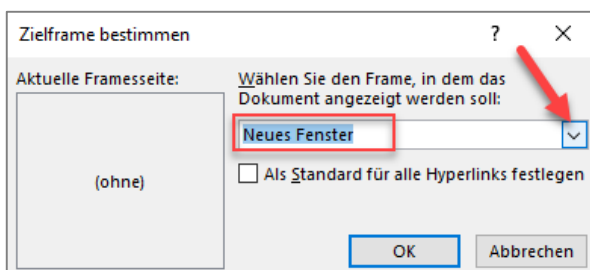 Zielframe bestimmen ?
Aktuelle Framesseite:
(ohne)
Wählen Sie den Frame, in dem das
Dokument angezeigt werden soll:
Neues Fenster
Als Standard für alle Hyperlinks festlegen
OK
Abbrechen